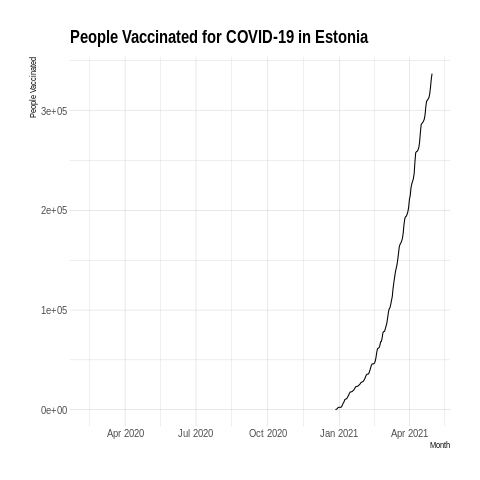 People Vaccinated for COVID-19 in Estonia
People Vaccinated
3e+05
2e+05
1e+05
0e+00
Apr 2020 Jul 2020 Oct 2020 Jan 2021 Apr 2021
Month